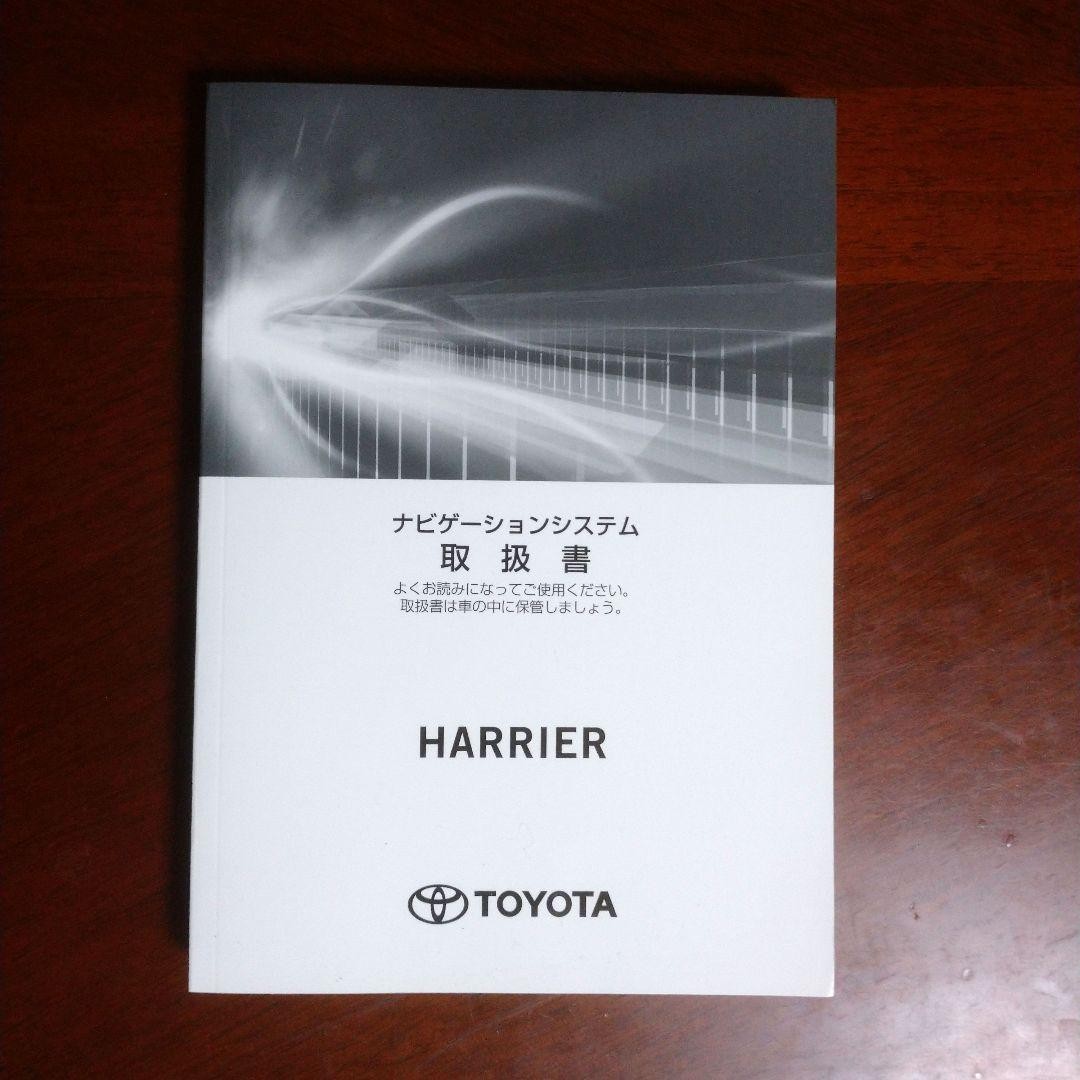 ナビゲーションシステム
取扱書
よくお読みになってご使用ください。
取扱書は車の中に保管しましょう。
HARRIER
TOYOTA